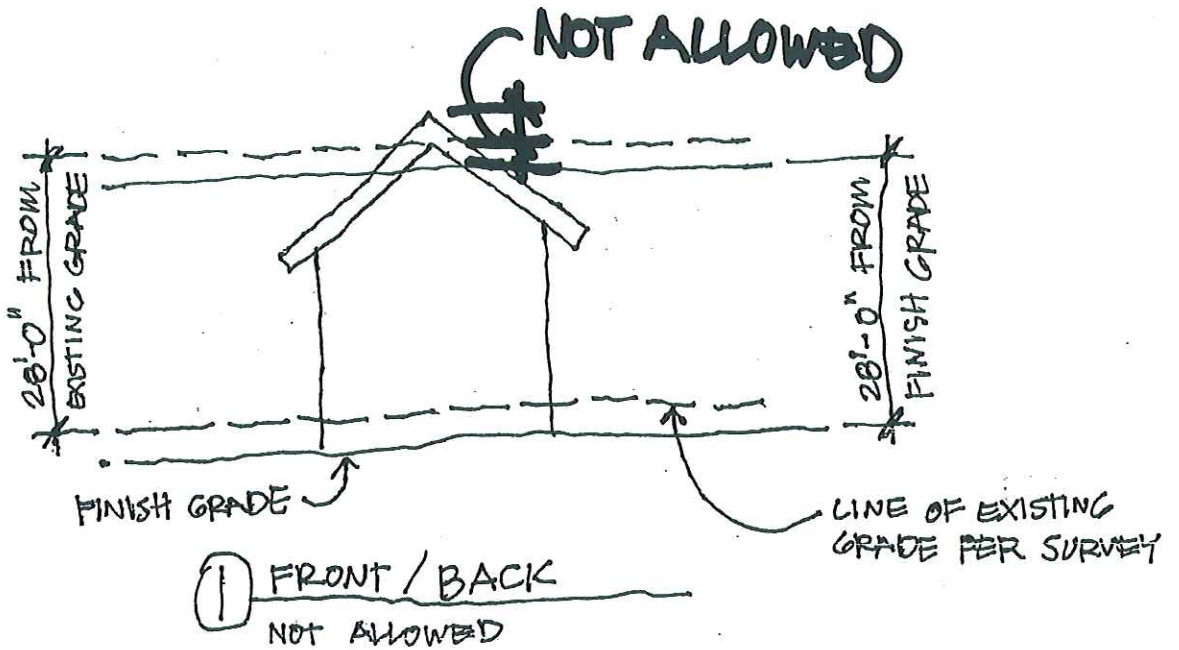 NOT ALLOWED
28'-0" FROM
EXISTING GRADE
28'-0" FROM
FINISH GRADE
FINISH GRADE
LINE OF EXISTING
GRADE PER SURVEY
1 FRONT / BACK
NOT ALLOWED